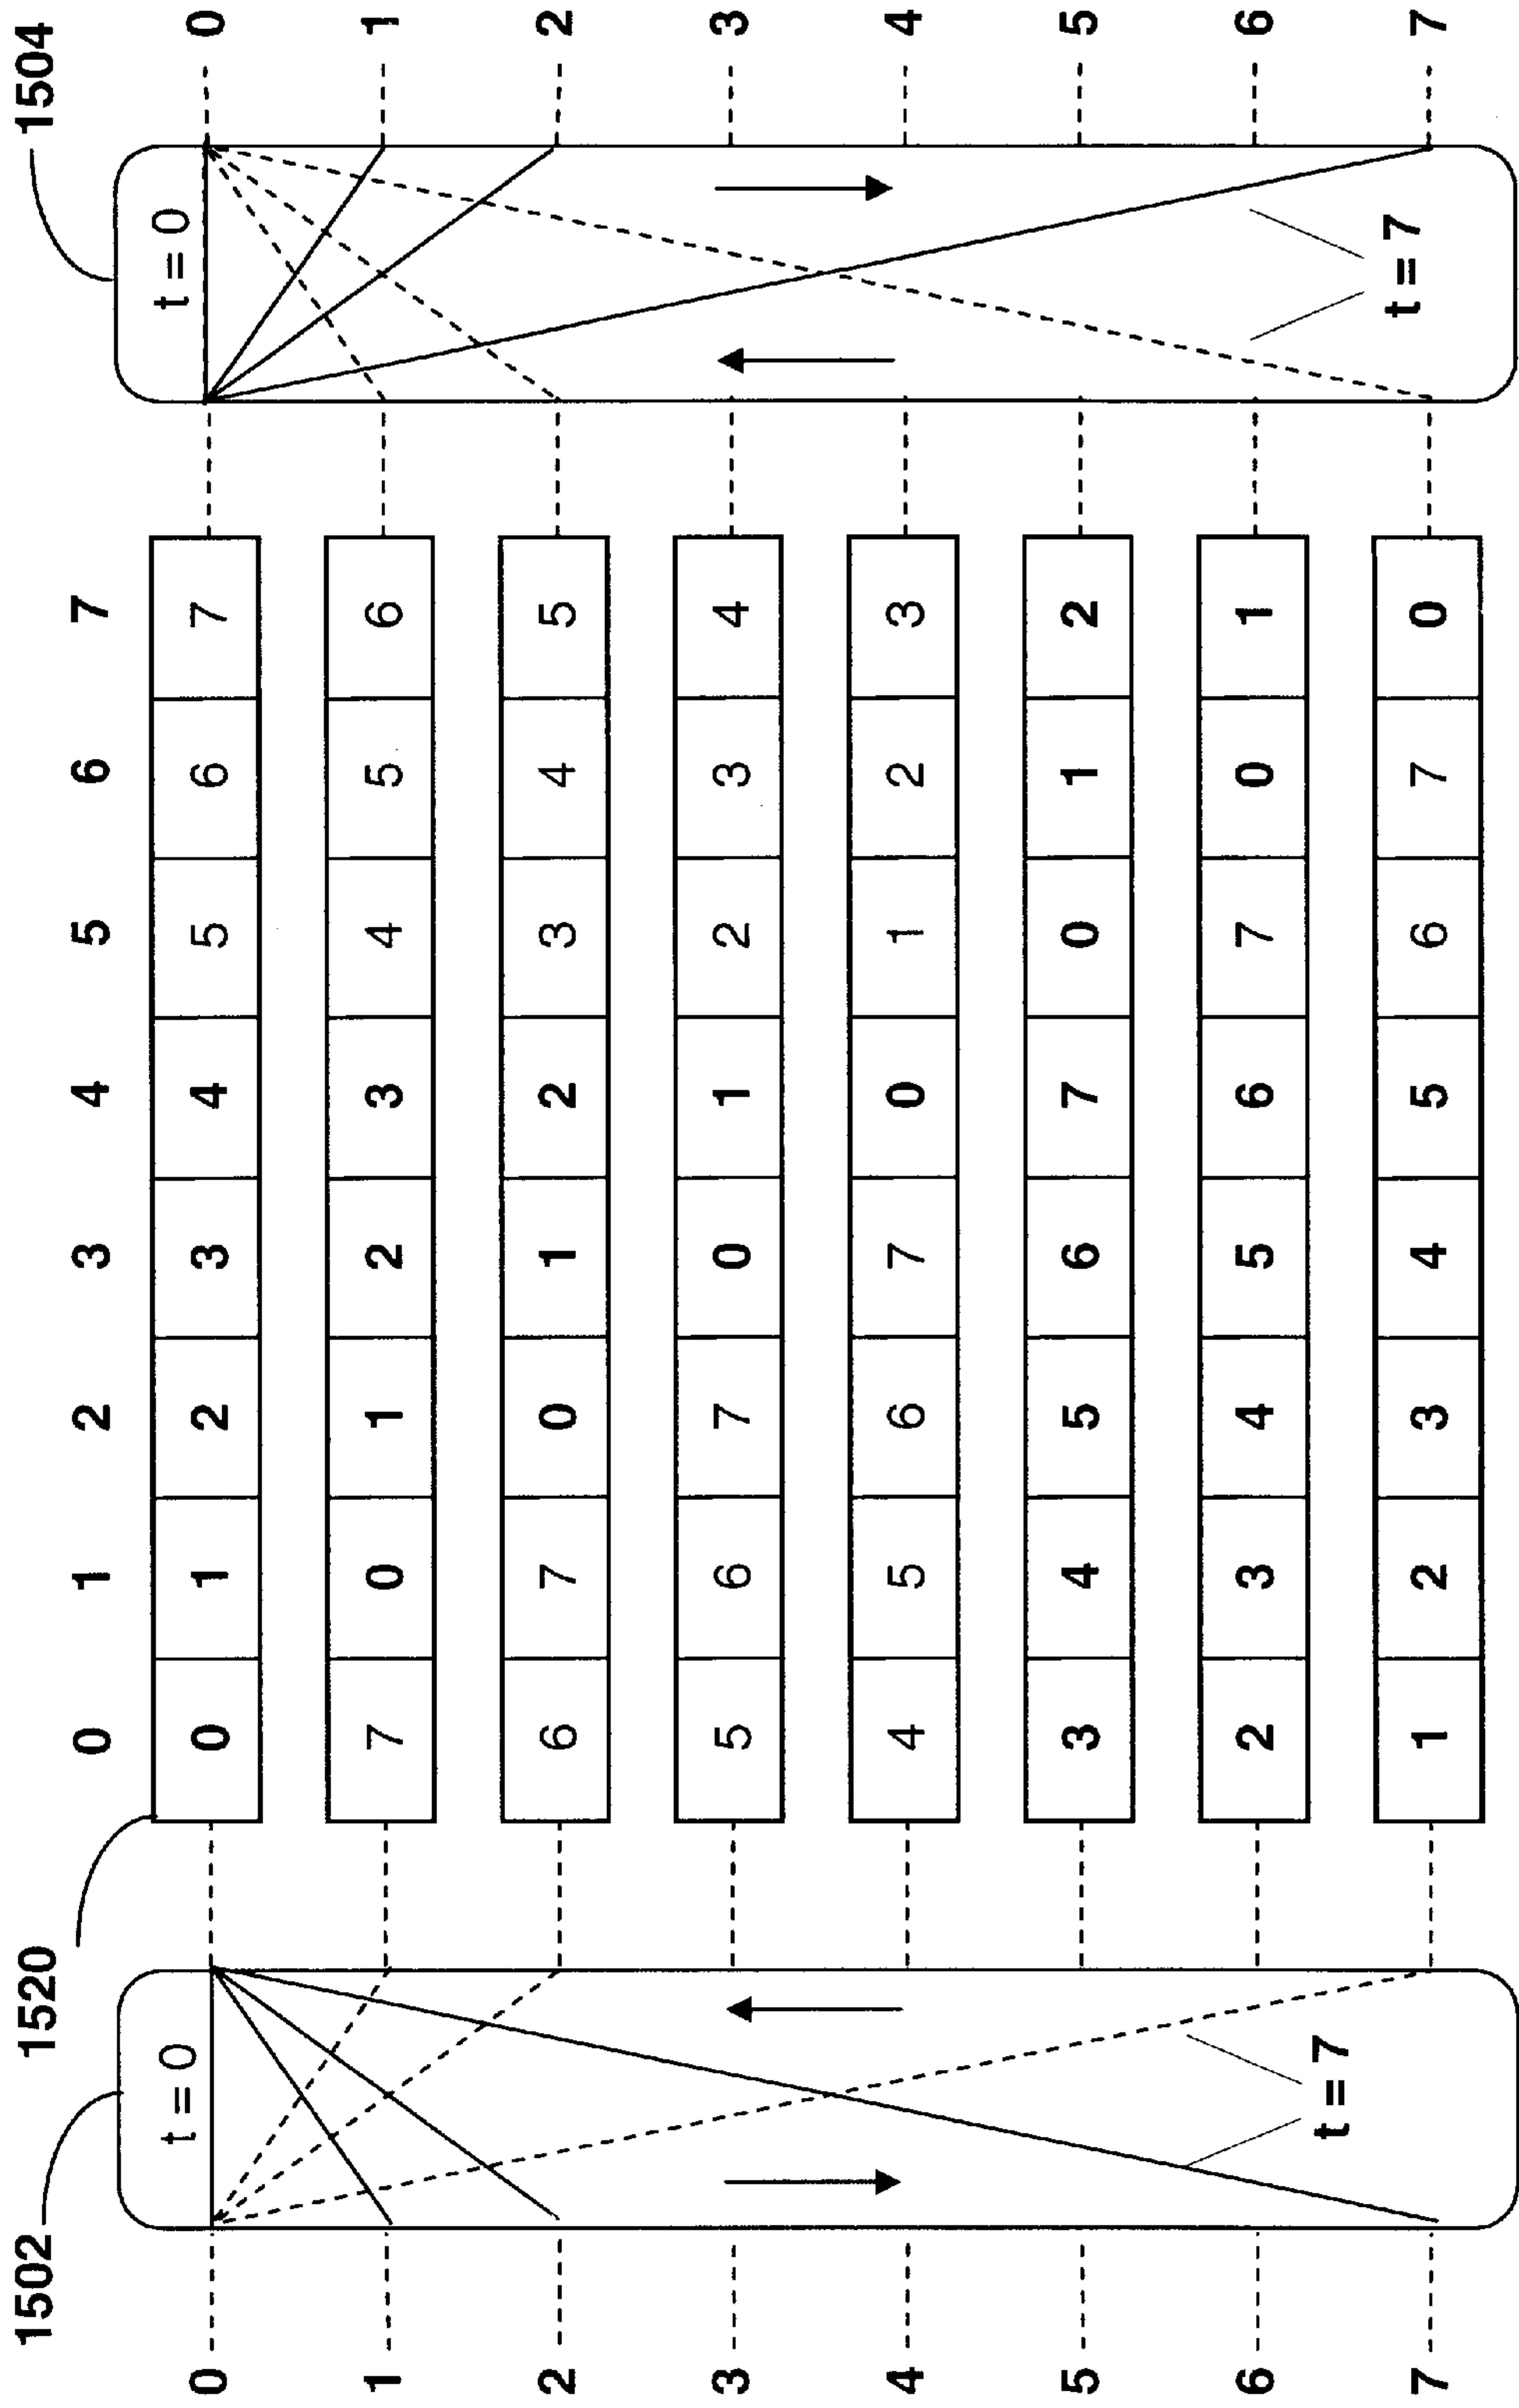 1502 1520 1504
0 1 2 3 4 5 6 7
t = 0 t = 0
0 0 1 2 3 4 5 6 7 0
1 7 0 1 2 3 4 5 6 1
2 6 7 0 1 2 3 4 5 2
3 5 6 7 0 1 2 3 4 3
4 4 5 6 7 0 1 2 3 4
5 3 4 5 6 7 0 1 2 5
6 2 3 4 5 6 7 0 1 6
t = 7 t = 7
7 1 2 3 4 5 6 7 0 7